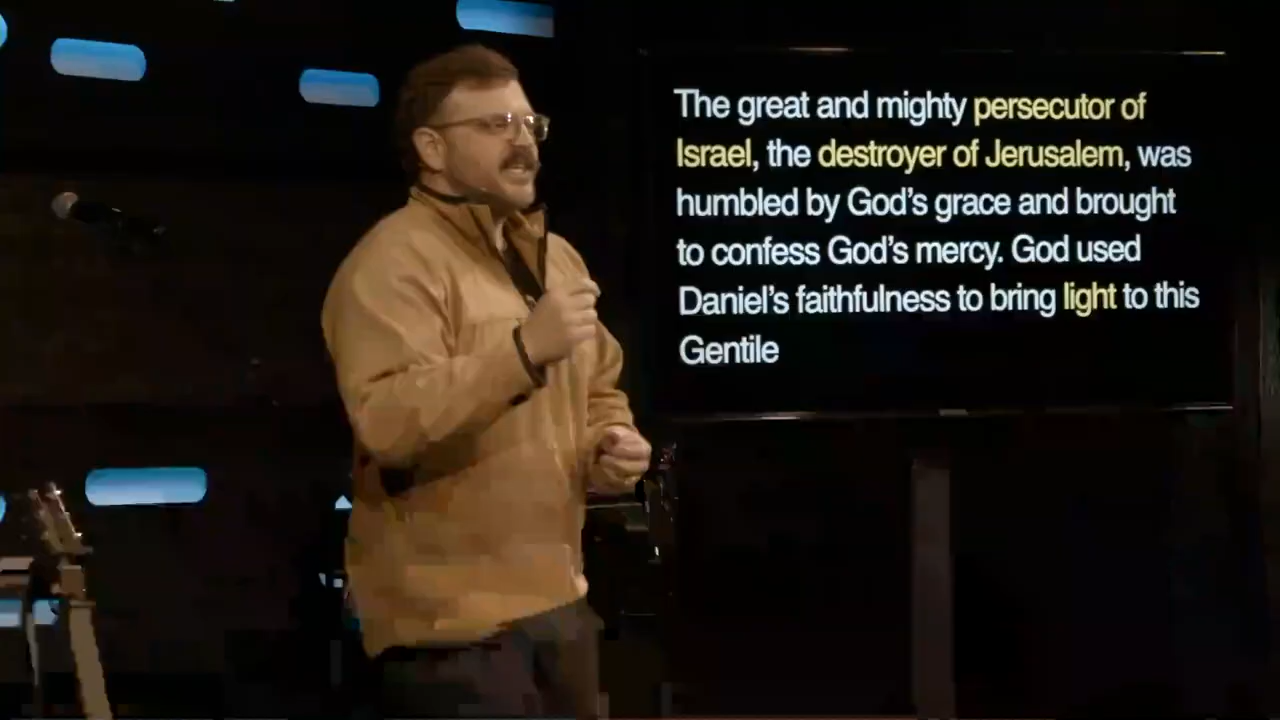 The great and mighty persecutor of
Israel, the destroyer of Jerusalem, was
humbled by God's grace and brought
to confess God's mercy. God used
Daniel's faithfulness to bring light to this
Gentile